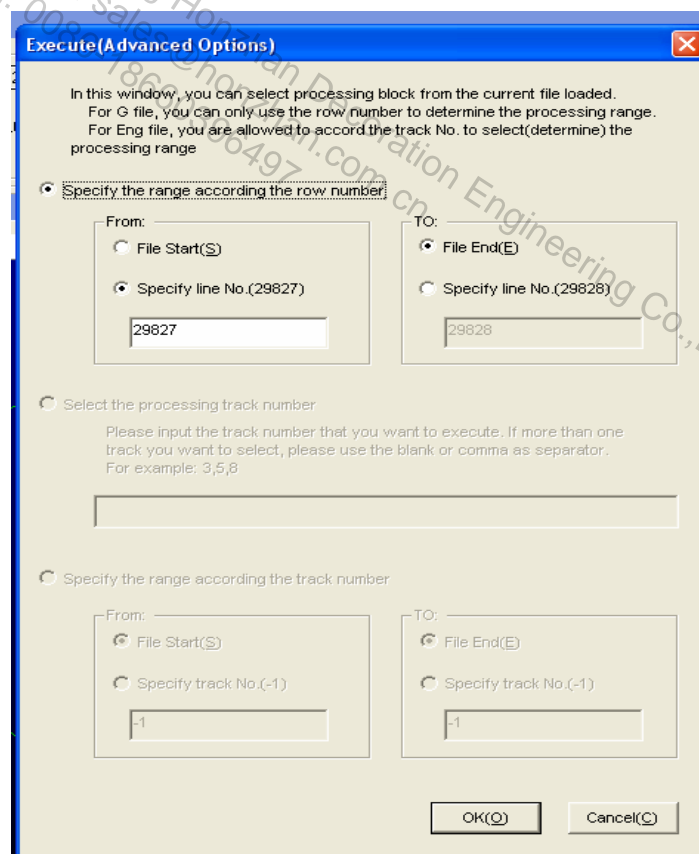 Execute(Advanced Options)
In this window, you can select processing block from the current file loaded.
For G file, you can only use the row number to determine the processing range.
For Eng file, you are allowed to accord the track No. to select(determine) the
processing range
Specify the range according the row number
From:
File Start(S)
Specify line No.(29827)
29827
TO:
File End(E)
Specify line No.(29828)
29828
Select the processing track number
Please input the track number that you want to execute. If more than one
track you want to select, please use the blank or comma as separator.
For example: 3,5,8
Specify the range according the track number
From:
File Start(S)
Specify track No.(-1)
-1
TO:
File End(E)
Specify track No.(-1)
-1
OK(O)
Cancel(C)
Honzhan Decoration Engineering Co.,
sales@honzhan.com.cn
008618607806497